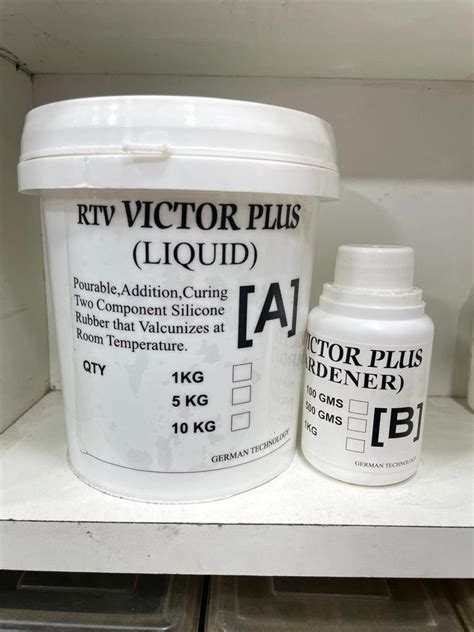 RTV VICTOR PLUS
(LIQUID)
Pourable,Addition,Curing
Two Component Silicone
Rubber that Valcunizes at
Room Temperature.
[A]
QTY
1KG
5 KG
10 KG
GERMAN TECHNOLOGY
ICTOR PLUS
ARDENER)
100 GMS
500 GMS
1KG
[B]
GERMAN TECHNOLOGY